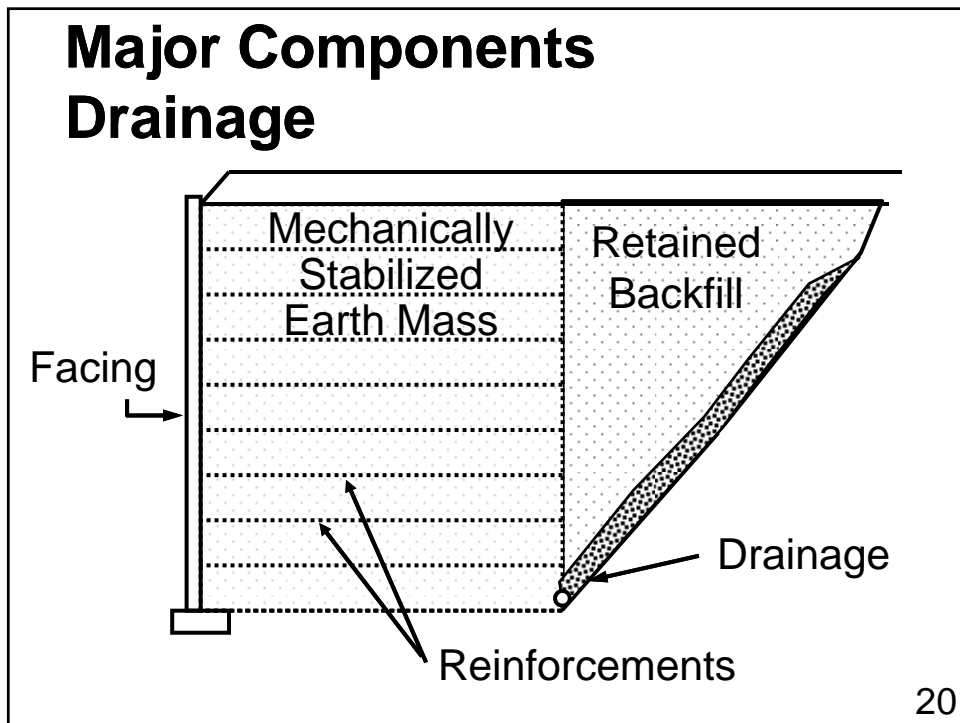 Major Components
Drainage
Mechanically
Stabilized
Earth Mass
Retained
Backfill
Facing
Drainage
Reinforcements
20